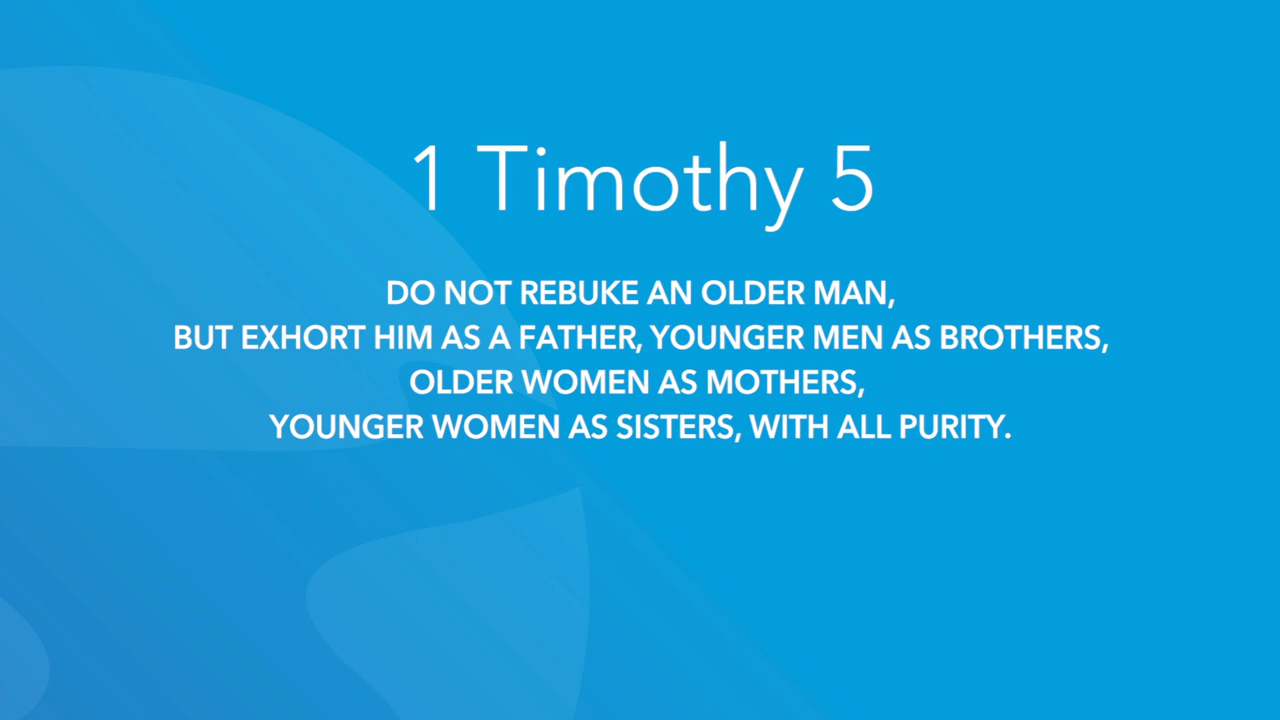 1 Timothy 5
DO NOT REBUKE AN OLDER MAN,
BUT EXHORT HIM AS A FATHER, YOUNGER MEN AS BROTHERS,
OLDER WOMEN AS MOTHERS,
YOUNGER WOMEN AS SISTERS, WITH ALL PURITY.